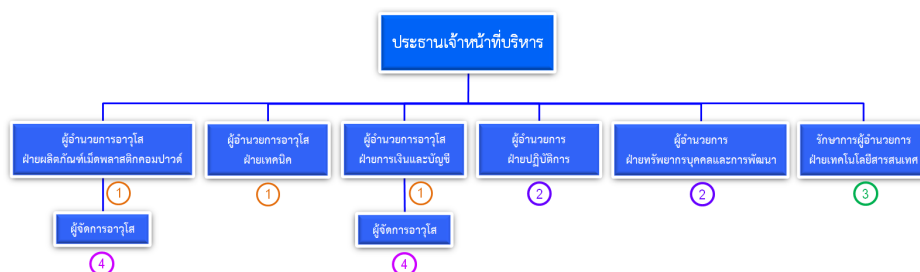 ประธานเจ้าหน้าที่บริหาร
ผู้อำนวยการอาวุโส
ฝ่ายผลิตภัณฑ์เม็ดพลาสติกคอมปาวด์
ผู้อำนวยการอาวุโส
ฝ่ายเทคนิค
ผู้อำนวยการอาวุโส
ฝ่ายการเงินและบัญชี
ผู้อำนวยการ
ฝ่ายปฏิบัติการ
ผู้อำนวยการ
ฝ่ายทรัพยากรบุคคลและการพัฒนา
รักษาการผู้อำนวยการ
ฝ่ายเทคโนโลยีสารสนเทศ
1
1
1
2
2
3
ผู้จัดการอาวุโส
ผู้จัดการอาวุโส
4
4